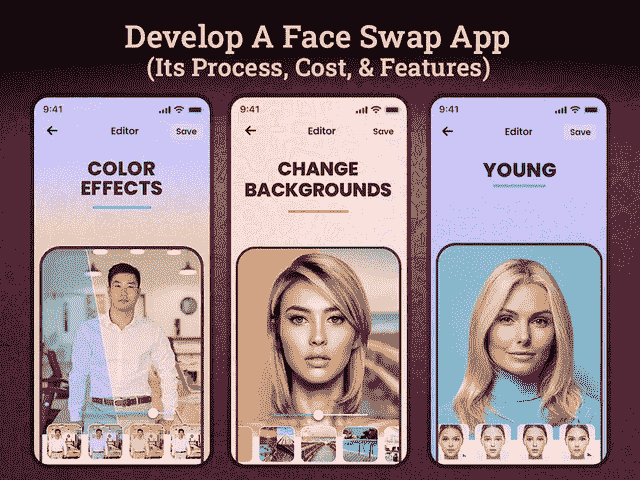 Develop A Face Swap App
(Its Process, Cost, & Features)
9:41
Editor
Save
COLOR
EFFECTS
9:41
Editor
Save
CHANGE
BACKGROUNDS
9:41
Editor
Save
YOUNG